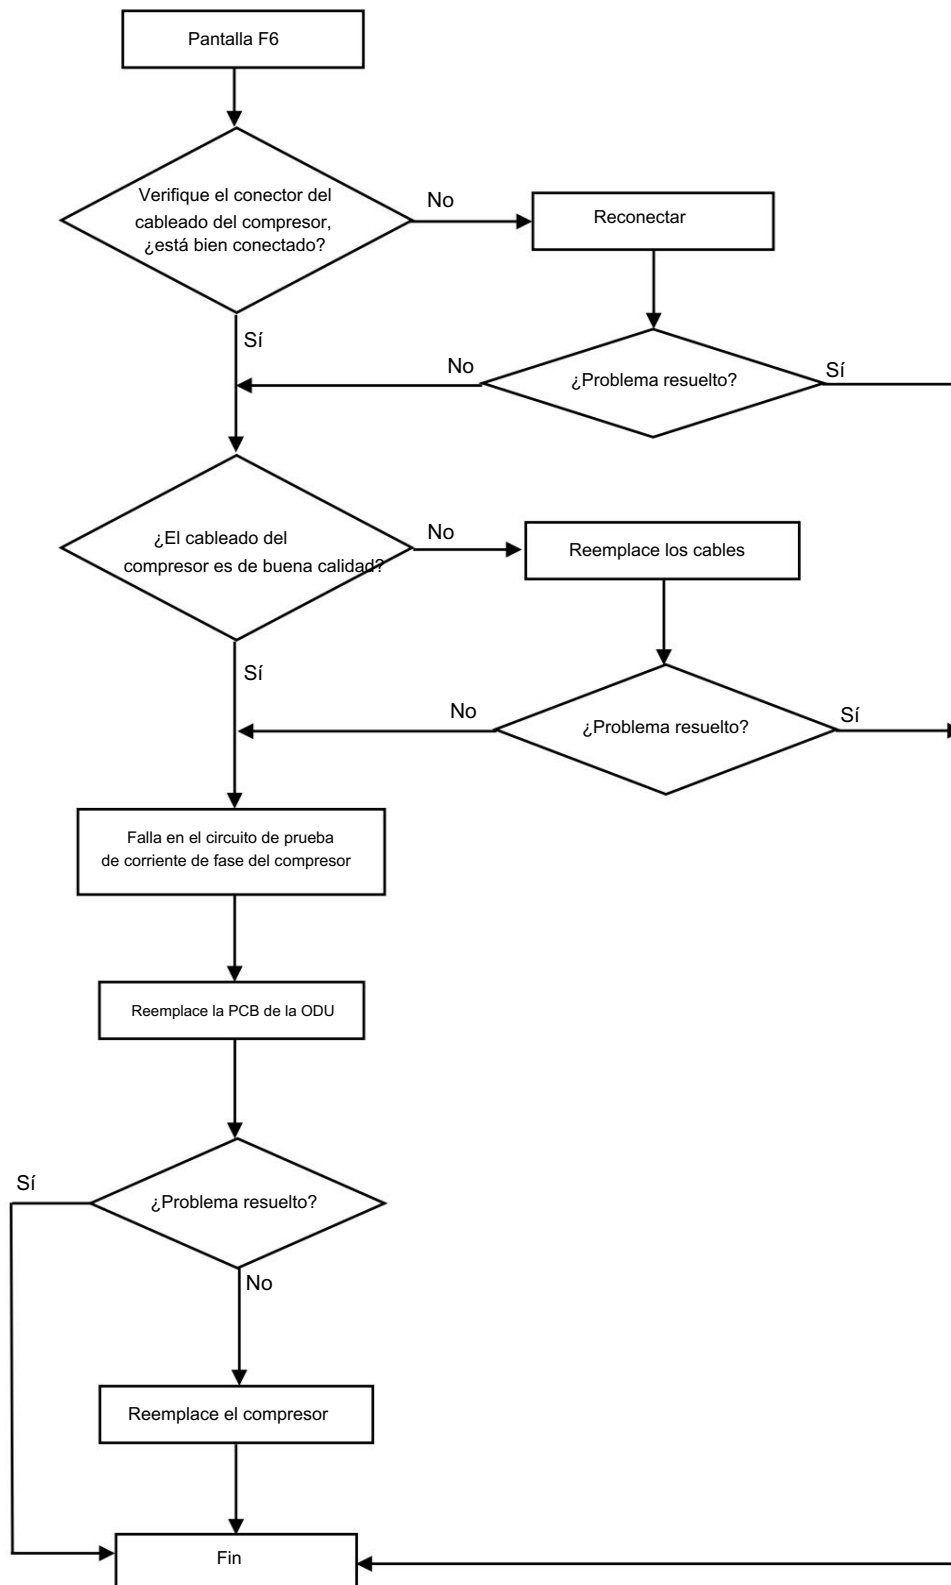 Pantalla F6
Verifique el conector del
cableado del compresor,
¿está bien conectado?
No
Reconectar
Sí
No
¿Problema resuelto?
Sí
¿El cableado del
compresor es de buena calidad?
No
Reemplace los cables
Sí
No
¿Problema resuelto?
Sí
Falla en el circuito de prueba
de corriente de fase del compresor
Reemplace la PCB de la ODU
Sí
¿Problema resuelto?
No
Reemplace el compresor
Fin